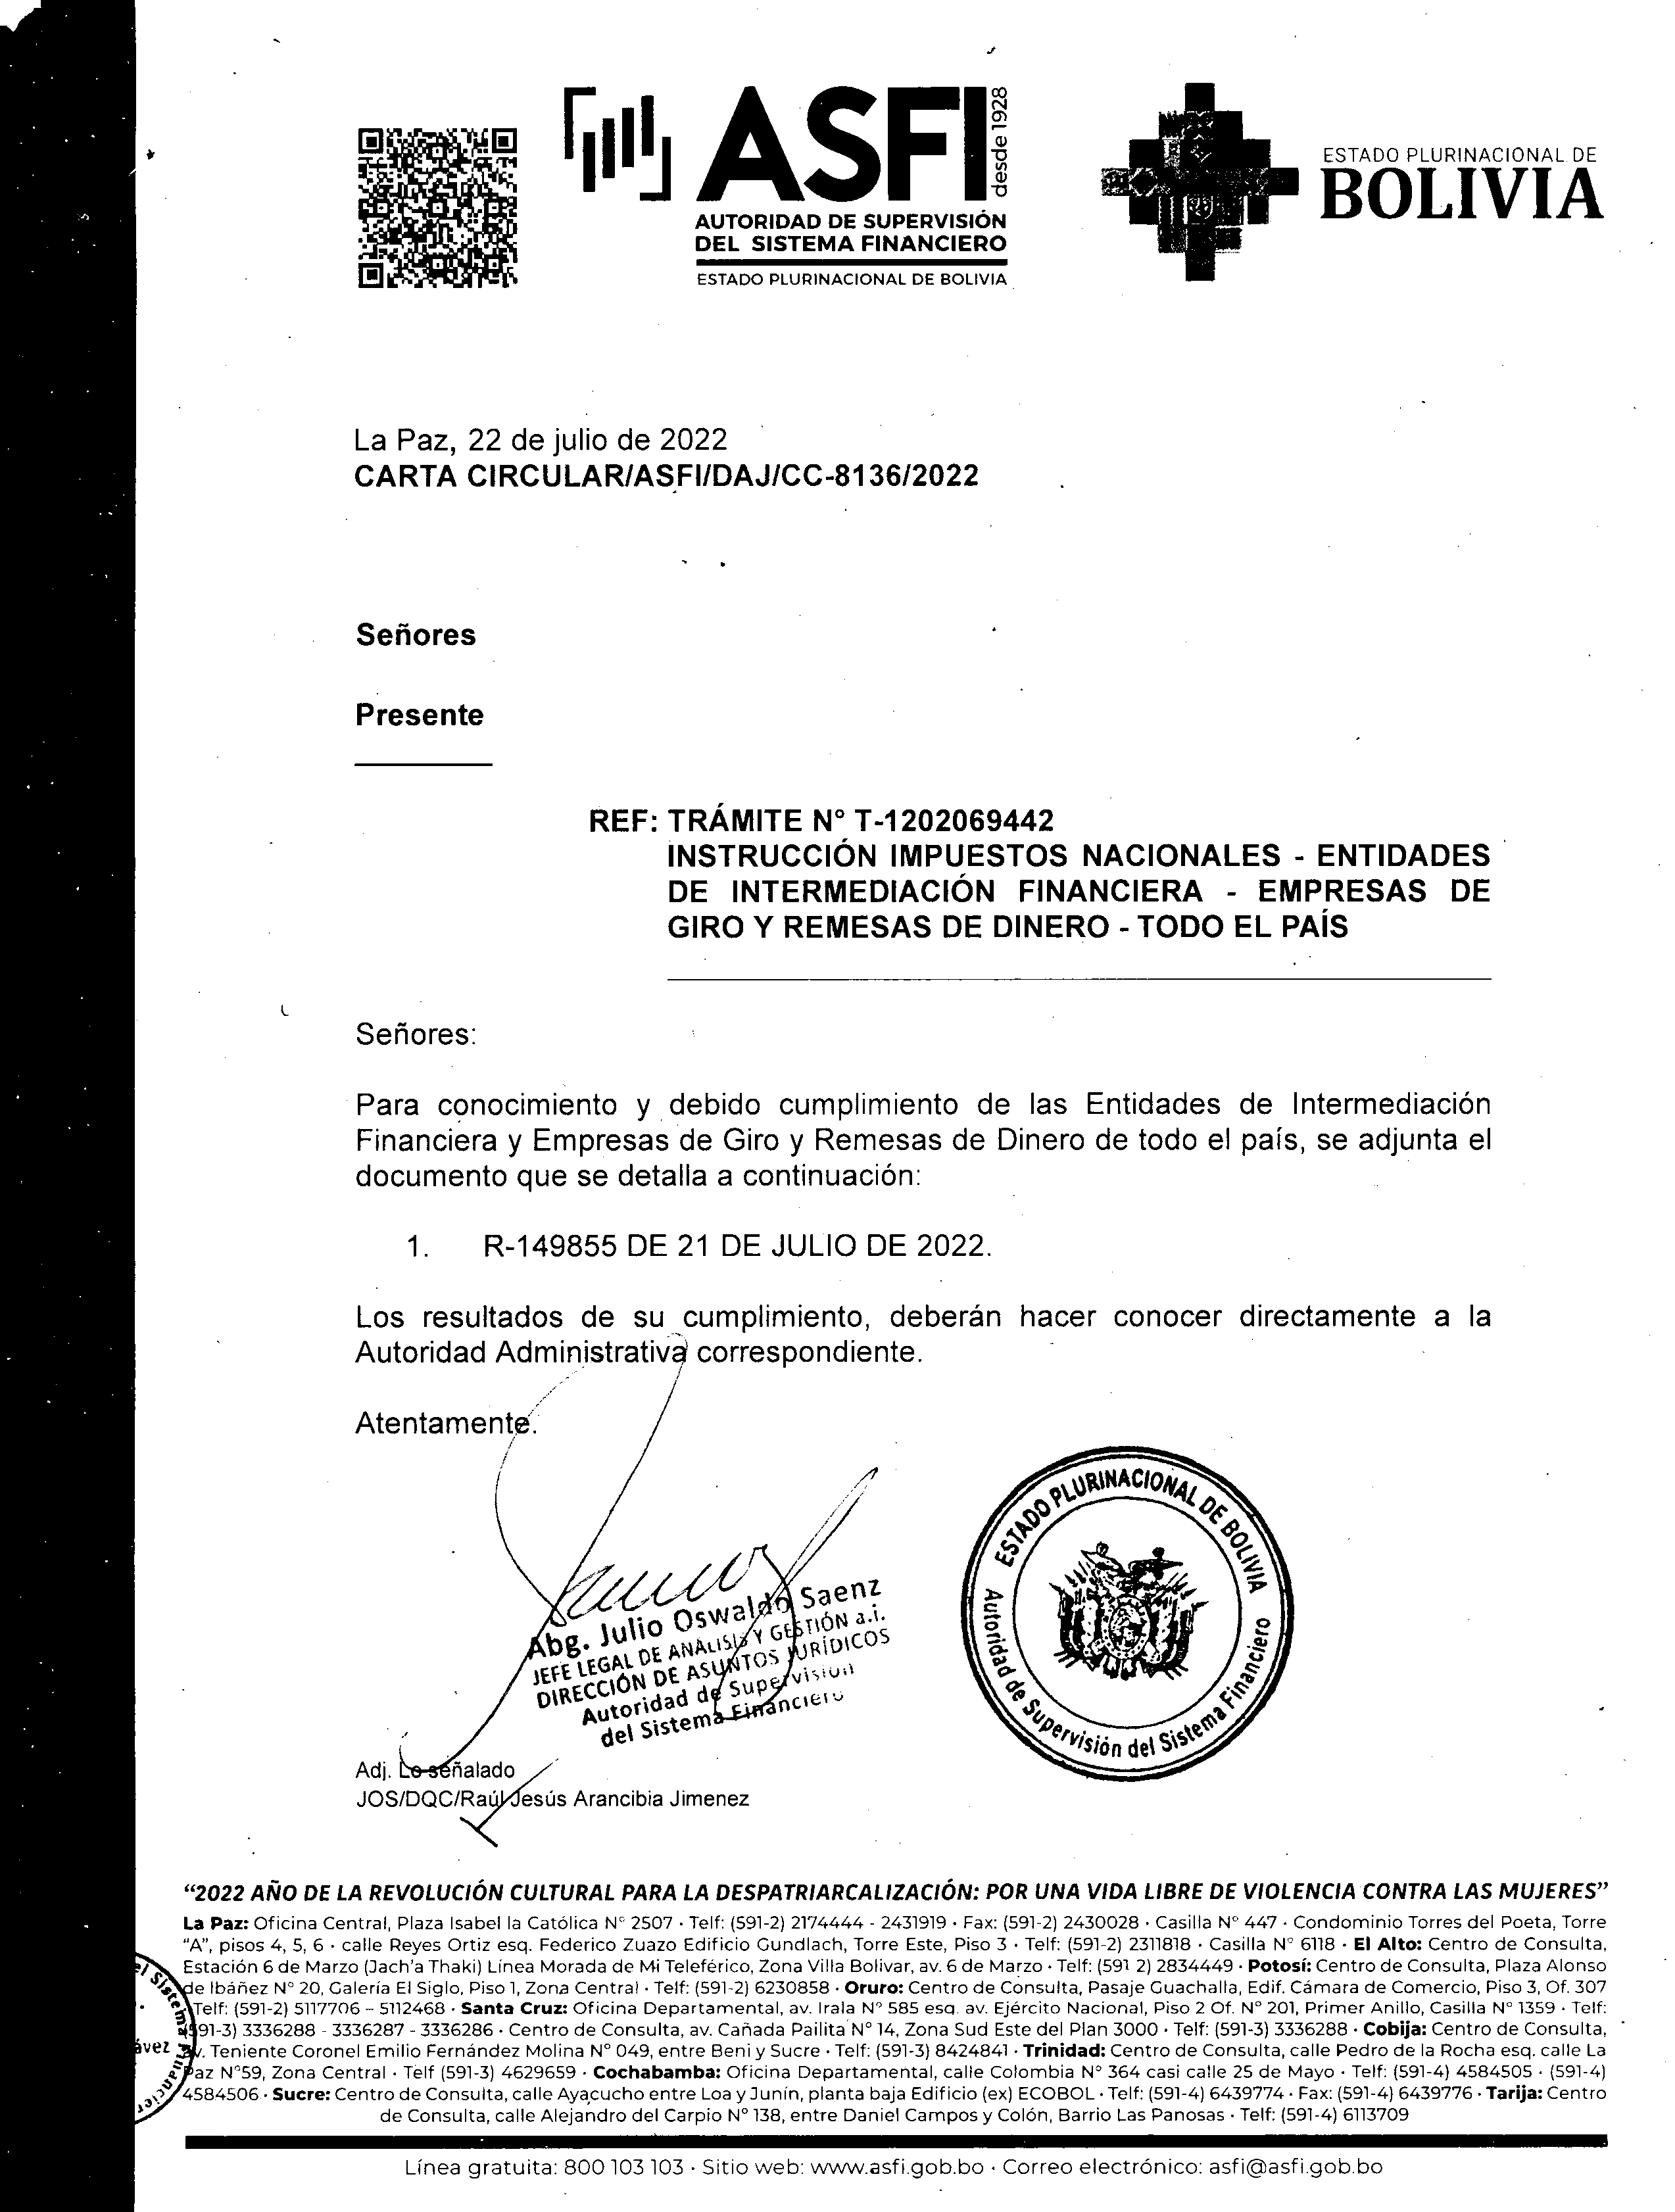 ASFI
desde 1928
AUTORIDAD DE SUPERVISIÓN
DEL SISTEMA FINANCIERO
ESTADO PLURINACIONAL DE BOLIVIA
ESTADO PLURINACIONAL DE
BOLIVIA
La Paz, 22 de julio de 2022
CARTA CIRCULAR/ASFI/DAJ/CC-8136/2022
Señores
Presente
REF: TRÁMITE N° T-1202069442
INSTRUCCIÓN IMPUESTOS NACIONALES - ENTIDADES
DE INTERMEDIACIÓN FINANCIERA - EMPRESAS DE
GIRO Y REMESAS DE DINERO - TODO EL PAÍS
Señores:
Para conocimiento y debido cumplimiento de las Entidades de Intermediación
Financiera y Empresas de Giro y Remesas de Dinero de todo el país, se adjunta el
documento que se detalla a continuación:
1. R-149855 DE 21 DE JULIO DE 2022.
Los resultados de su cumplimiento, deberán hacer conocer directamente a la
Autoridad Administrativa correspondiente.
Atentamente.
Abg. Julio Oswaldo Saenz
JEFE LEGAL DE ANALISIS Y GESTIÓN a.i.
DIRECCIÓN DE ASUNTOS JURÍDICOS
Autoridad de Supervisión
del Sistema Financiero
ESTADO PLURINACIONAL DE BOLIVIA
Autoridad de Supervisión del Sistema Financiero
Adj. Lo señalado
JOS/DQC/Raúl Jesús Arancibia Jimenez
“2022 AÑO DE LA REVOLUCIÓN CULTURAL PARA LA DESPATRIARCALIZACIÓN: POR UNA VIDA LIBRE DE VIOLENCIA CONTRA LAS MUJERES”
La Paz: Oficina Central, Plaza Isabel la Católica N° 2507 · Telf: (591-2) 2174444 - 2431919 · Fax: (591-2) 2430028 · Casilla N° 447 · Condominio Torres del Poeta, Torre
“A”, pisos 4, 5, 6 · calle Reyes Ortiz esq. Federico Zuazo Edificio Gundlach, Torre Este, Piso 3 · Telf: (591-2) 2311818 · Casilla N° 6118 · El Alto: Centro de Consulta,
Estación 6 de Marzo (Jach'a Thaki) Línea Morada de Mi Teleférico, Zona Villa Bolivar, av. 6 de Marzo · Telf: (591 2) 2834449 · Potosí: Centro de Consulta, Plaza Alonso
de Ibáñez N° 20, Galería El Siglo, Piso 1, Zona Central · Telf: (591-2) 6230858 · Oruro: Centro de Consulta, Pasaje Guachalla, Edif. Cámara de Comercio, Piso 3, Of. 307
Telf: (591-2) 5117706 – 5112468 · Santa Cruz: Oficina Departamental, av. Irala N° 585 esq. av. Ejército Nacional, Piso 2 Of. N° 201, Primer Anillo, Casilla N° 1359 · Telf:
(591-3) 3336288 - 3336287 - 3336286 · Centro de Consulta, av. Cañada Pailita N° 14, Zona Sud Este del Plan 3000 · Telf: (591-3) 3336288 · Cobija: Centro de Consulta,
Av. Teniente Coronel Emilio Fernández Molina N° 049, entre Beni y Sucre · Telf: (591-3) 8424841 · Trinidad: Centro de Consulta, calle Pedro de la Rocha esq. calle La
Paz N°59, Zona Central · Telf (591-3) 4629659 · Cochabamba: Oficina Departamental, calle Colombia N° 364 casi calle 25 de Mayo · Telf: (591-4) 4584505 · (591-4)
4584506 · Sucre: Centro de Consulta, calle Ayacucho entre Loa y Junín, planta baja Edificio (ex) ECOBOL · Telf: (591-4) 6439774 · Fax: (591-4) 6439776 · Tarija: Centro
de Consulta, calle Alejandro del Carpio N° 138, entre Daniel Campos y Colón, Barrio Las Panosas · Telf: (591-4) 6113709
Línea gratuita: 800 103 103 · Sitio web: www.asfi.gob.bo · Correo electrónico: asfi@asfi.gob.bo